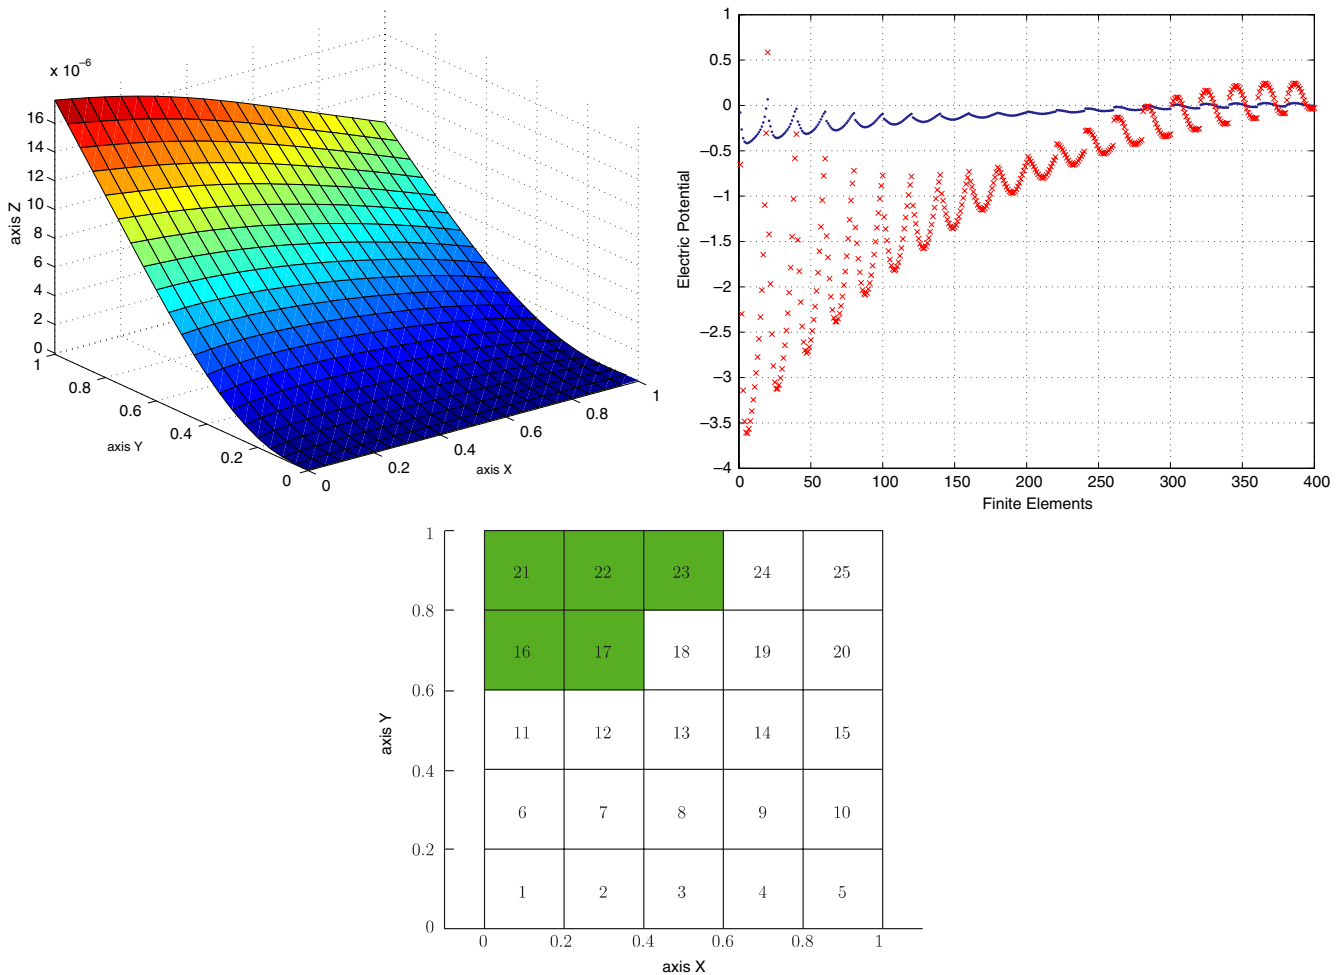 x 10⁻⁶
16
14
12
10
8
6
4
2
0
axis Z
1
0.8
0.6
0.4
0.2
0
axis Y
0
0.2
0.4
0.6
0.8
1
axis X
1
0.5
0
−0.5
−1
−1.5
−2
−2.5
−3
−3.5
−4
Electric Potential
0 50 100 150 200 250 300 350 400
Finite Elements
1
0.8
0.6
0.4
0.2
0
axis Y
21 22 23 24 25
16 17 18 19 20
11 12 13 14 15
6 7 8 9 10
1 2 3 4 5
0 0.2 0.4 0.6 0.8 1
axis X